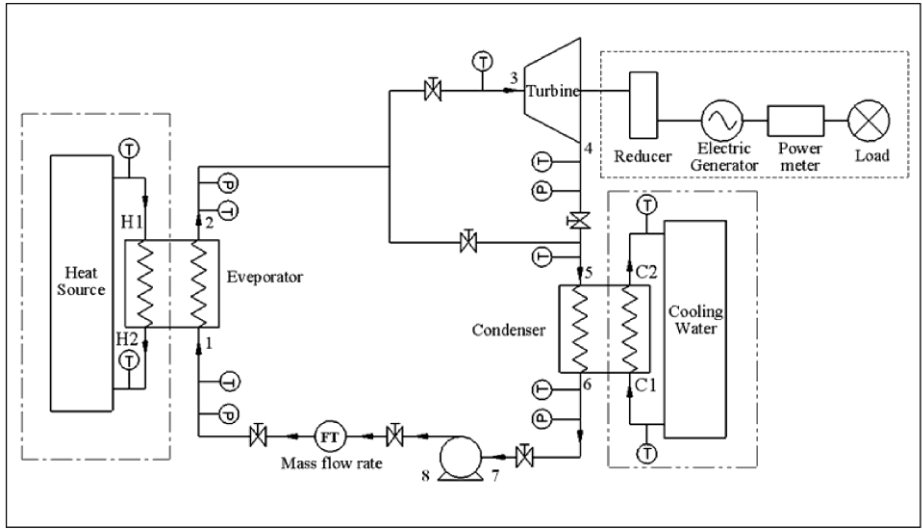 T
3
Turbine
T
H1
P
T
2
4
T
P
Reducer
Electric
Generator
Power
meter
Load
T
Heat
Source
Eveporator
T
5
C2
Cooling
Water
Condenser
H2
T
1
T
P
6
T
P
C1
T
FT
Mass flow rate
8
7